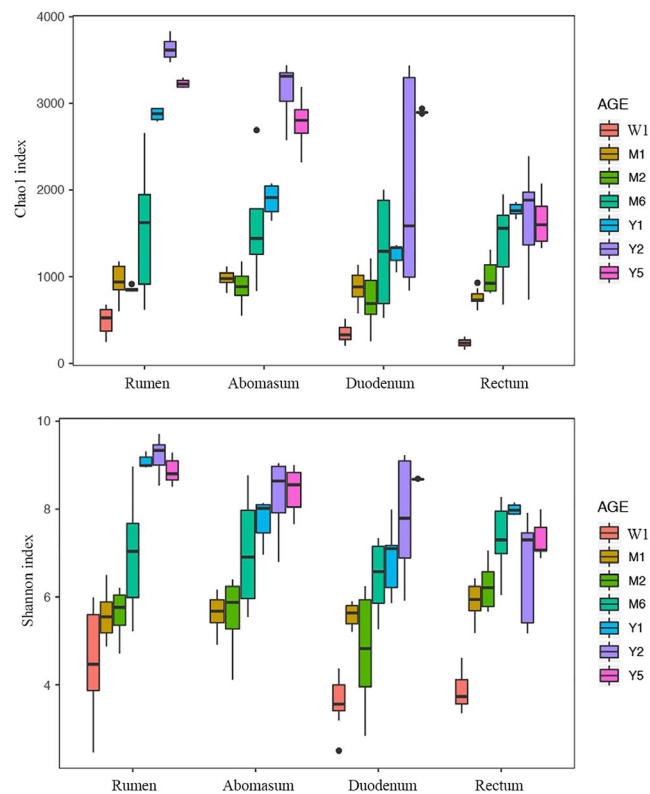 4000
3000
2000
1000
0
Chao1 index
Rumen Abomasum Duodenum Rectum
AGE
W1
M1
M2
M6
Y1
Y2
Y5
10
8
6
4
Shannon index
Rumen Abomasum Duodenum Rectum
AGE
W1
M1
M2
M6
Y1
Y2
Y5